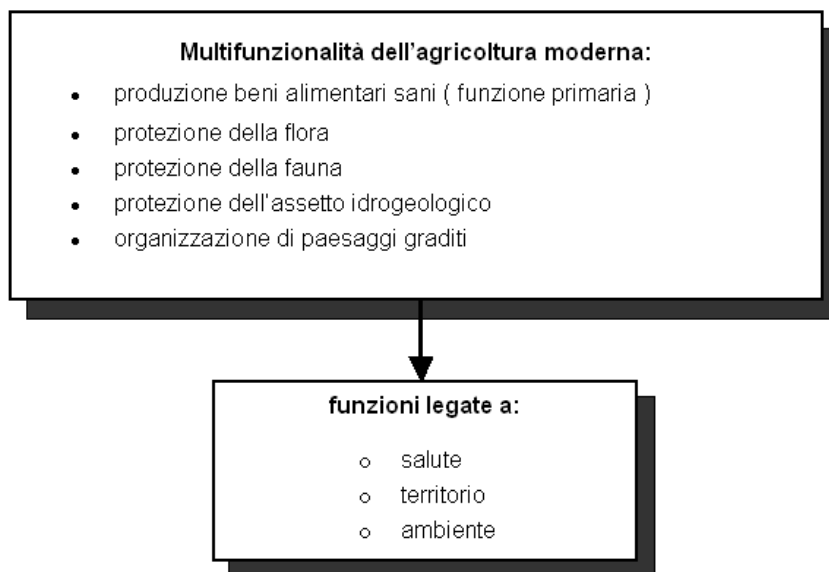 Multifunzionalità dell'agricoltura moderna:
• produzione beni alimentari sani ( funzione primaria )
• protezione della flora
• protezione della fauna
• protezione dell'assetto idrogeologico
• organizzazione di paesaggi graditi
funzioni legate a:
o salute
o territorio
o ambiente